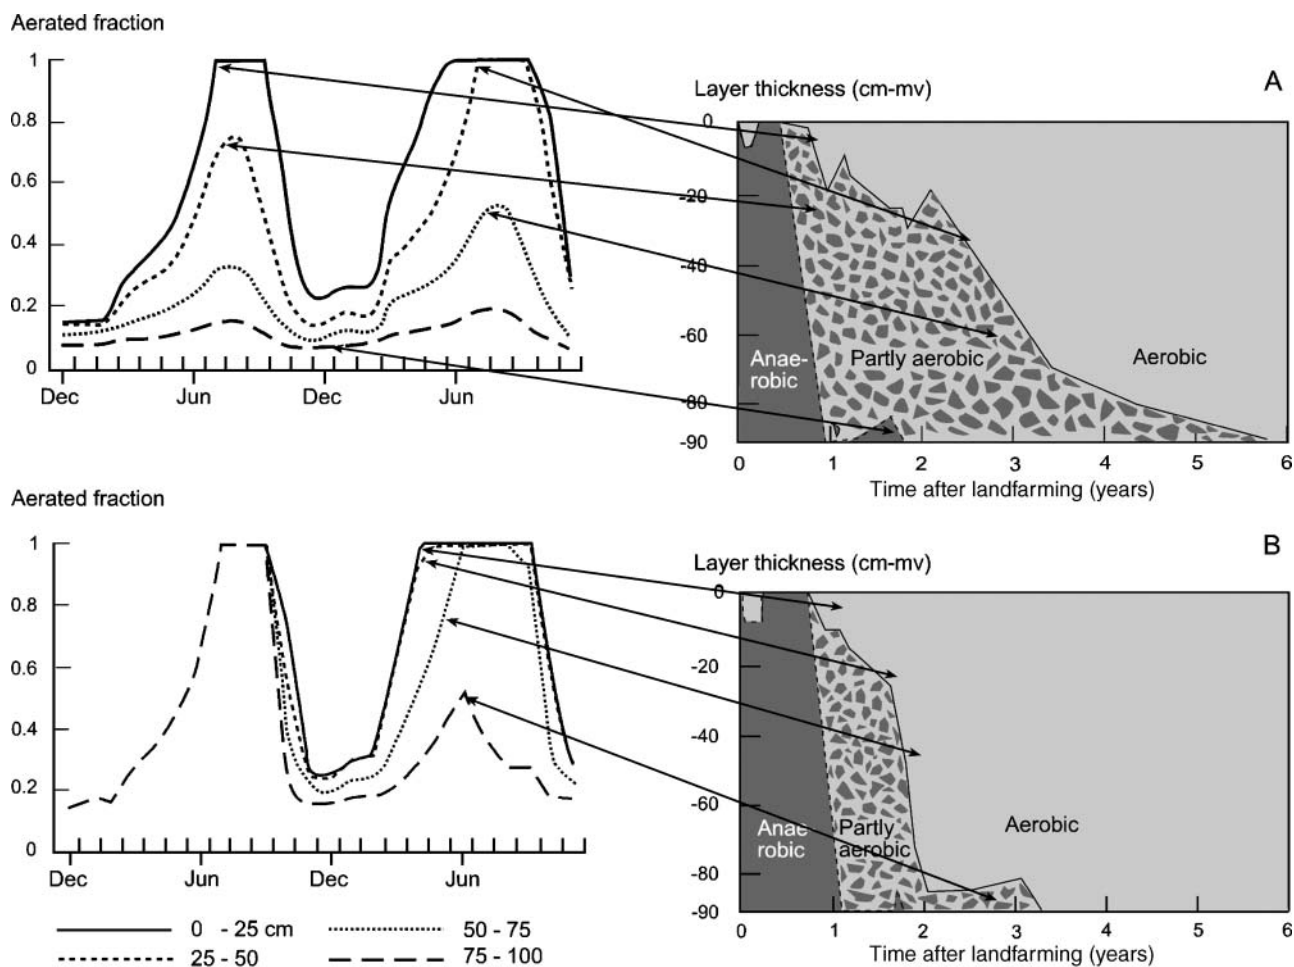 Aerated fraction
1
0.8
0.6
0.4
0.2
0
Dec Jun Dec Jun
A
Layer thickness (cm-mv)
0
-20
-40
-60
-80
-90
Anae-
robic
Partly aerobic
Aerobic
0 1 2 3 4 5 6
Time after landfarming (years)
Aerated fraction
1
0.8
0.6
0.4
0.2
0
Dec Jun Dec Jun
B
Layer thickness (cm-mv)
0
-20
-40
-60
-80
-90
Anae
robic
Partly
aerobic
Aerobic
0 1 2 3 4 5 6
Time after landfarming (years)
0 - 25 cm
25 - 50
50 - 75
75 - 100